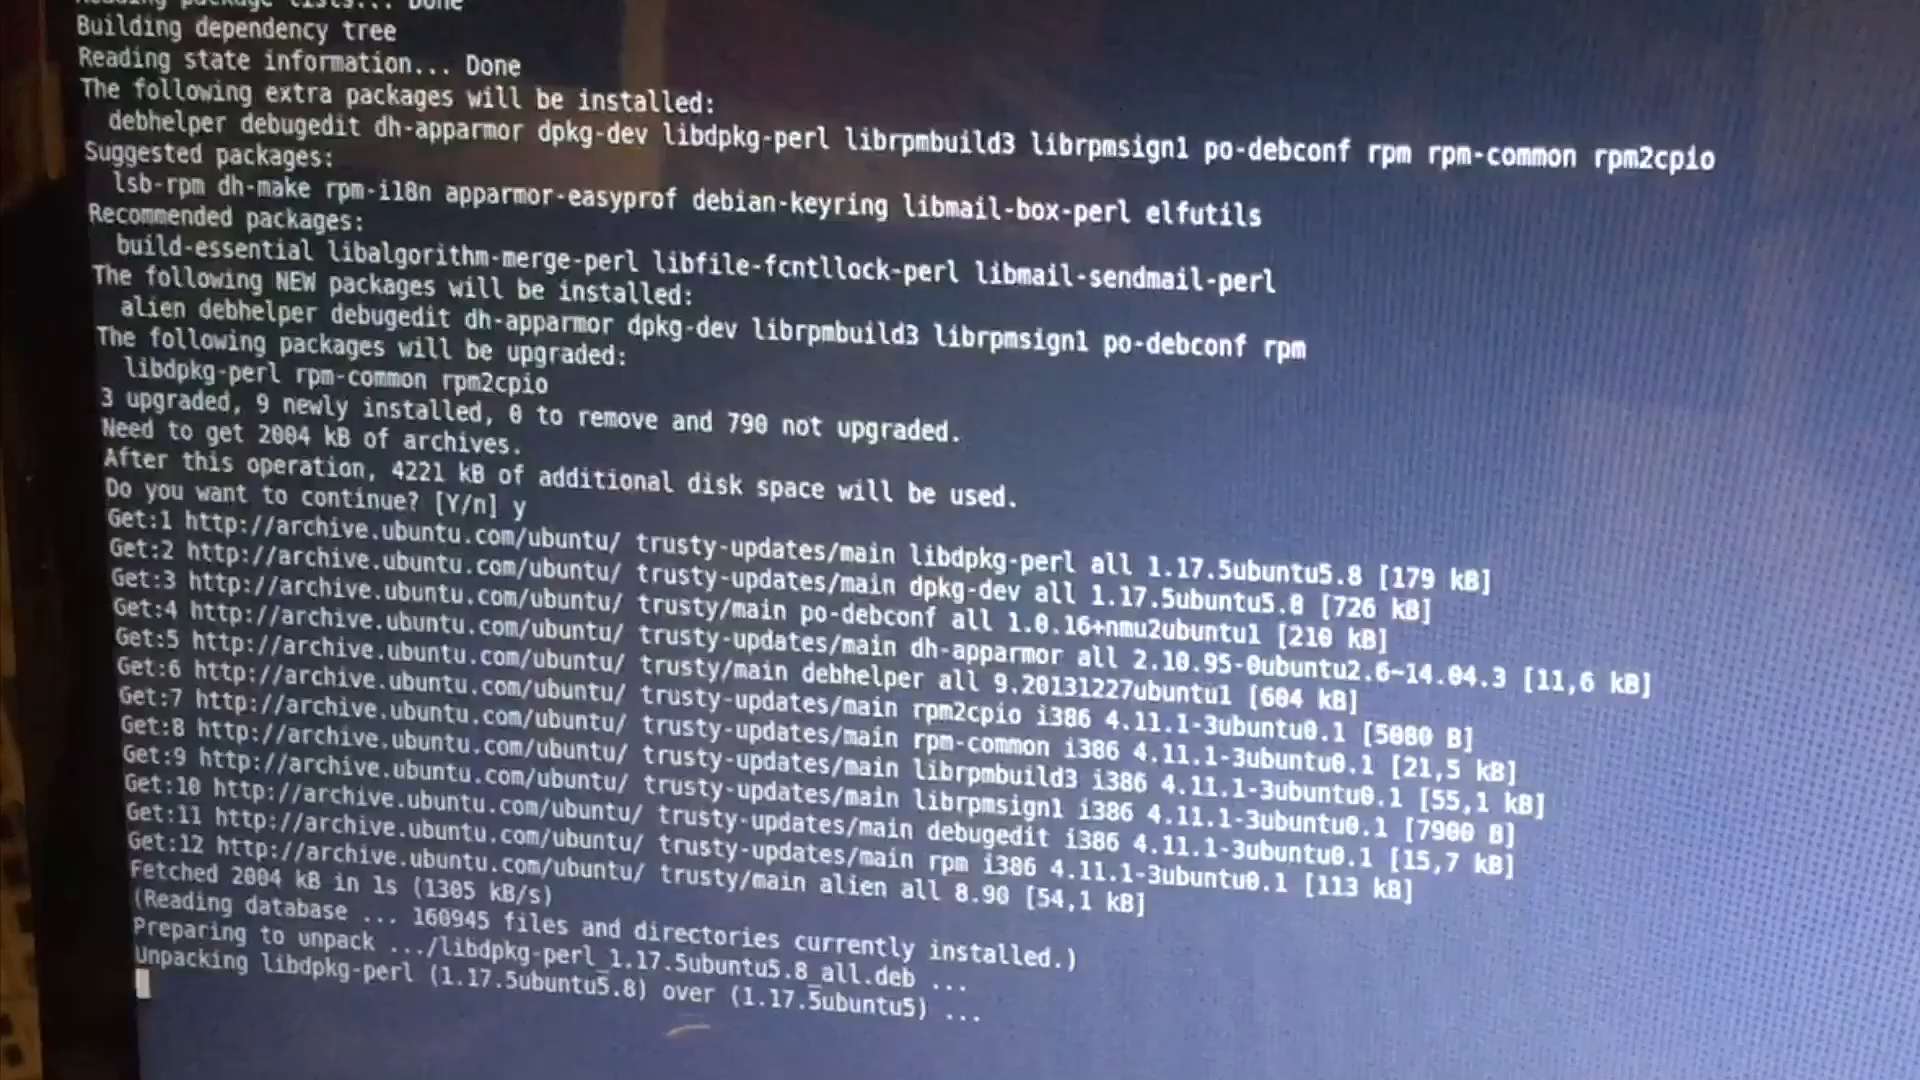 Reading package lists... Done
Building dependency tree
Reading state information... Done
The following extra packages will be installed:
debhelper debugedit dh-apparmor dpkg-dev libdpkg-perl librpmbuild3 librpmsign1 po-debconf rpm rpm-common rpm2cpio
Suggested packages:
lsb-rpm dh-make rpm-i18n apparmor-easyprof debian-keyring libmail-box-perl elfutils
Recommended packages:
build-essential libalgorithm-merge-perl libfile-fcntllock-perl libmail-sendmail-perl
The following NEW packages will be installed:
alien debhelper debugedit dh-apparmor dpkg-dev librpmbuild3 librpmsign1 po-debconf rpm
The following packages will be upgraded:
libdpkg-perl rpm-common rpm2cpio
3 upgraded, 9 newly installed, 0 to remove and 790 not upgraded.
Need to get 2004 kB of archives.
After this operation, 4221 kB of additional disk space will be used.
Do you want to continue? [Y/n] y
Get:1 http://archive.ubuntu.com/ubuntu/ trusty-updates/main libdpkg-perl all 1.17.5ubuntu5.8 [179 kB]
Get:2 http://archive.ubuntu.com/ubuntu/ trusty-updates/main dpkg-dev all 1.17.5ubuntu5.8 [726 kB]
Get:3 http://archive.ubuntu.com/ubuntu/ trusty/main po-debconf all 1.0.16+nmu2ubuntu1 [210 kB]
Get:4 http://archive.ubuntu.com/ubuntu/ trusty-updates/main dh-apparmor all 2.10.95-0ubuntu2.6~14.04.3 [11,6 kB]
Get:5 http://archive.ubuntu.com/ubuntu/ trusty/main debhelper all 9.20131227ubuntu1 [604 kB]
Get:6 http://archive.ubuntu.com/ubuntu/ trusty-updates/main rpm2cpio i386 4.11.1-3ubuntu0.1 [5080 B]
Get:7 http://archive.ubuntu.com/ubuntu/ trusty-updates/main rpm-common i386 4.11.1-3ubuntu0.1 [21,5 kB]
Get:8 http://archive.ubuntu.com/ubuntu/ trusty-updates/main librpmbuild3 i386 4.11.1-3ubuntu0.1 [55,1 kB]
Get:9 http://archive.ubuntu.com/ubuntu/ trusty-updates/main librpmsign1 i386 4.11.1-3ubuntu0.1 [7900 B]
Get:10 http://archive.ubuntu.com/ubuntu/ trusty-updates/main debugedit i386 4.11.1-3ubuntu0.1 [15,7 kB]
Get:11 http://archive.ubuntu.com/ubuntu/ trusty-updates/main rpm i386 4.11.1-3ubuntu0.1 [113 kB]
Get:12 http://archive.ubuntu.com/ubuntu/ trusty/main alien all 8.90 [54,1 kB]
Fetched 2004 kB in 1s (1305 kB/s)
(Reading database ... 160945 files and directories currently installed.)
Preparing to unpack .../libdpkg-perl_1.17.5ubuntu5.8_all.deb ...
Unpacking libdpkg-perl (1.17.5ubuntu5.8) over (1.17.5ubuntu5) ...